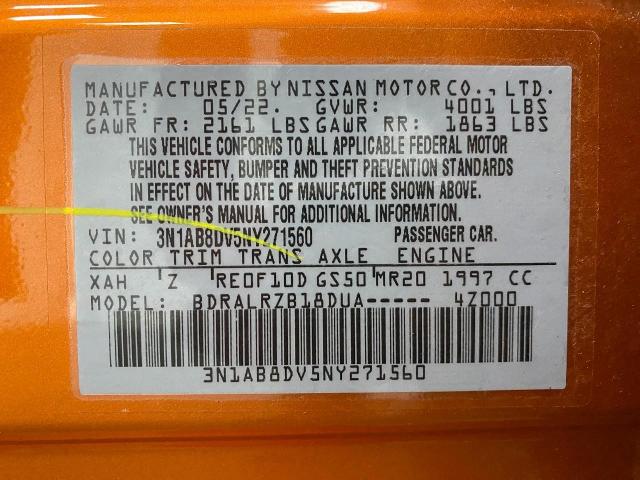 MANUFACTURED BY NISSAN MOTOR CO., LTD.
DATE: 05/22. GVWR: 4001 LBS
GAWR FR: 2161 LBS GAWR RR: 1863 LBS
THIS VEHICLE CONFORMS TO ALL APPLICABLE FEDERAL MOTOR
VEHICLE SAFETY, BUMPER AND THEFT PREVENTION STANDARDS
IN EFFECT ON THE DATE OF MANUFACTURE SHOWN ABOVE.
SEE OWNER'S MANUAL FOR ADDITIONAL INFORMATION.
VIN: 3N1AB8DV5NY271560 PASSENGER CAR.
COLOR TRIM TRANS AXLE ENGINE
XAH Z RE0F10D GS50 MR20 1997 CC
MODEL: BDRALRZB18DUA----- 4Z000
3N1AB8DV5NY271560